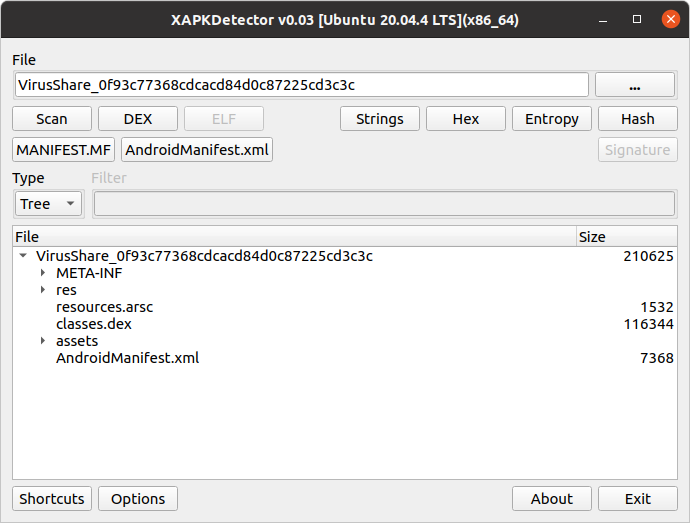 XAPKDetector v0.03 [Ubuntu 20.04.4 LTS](x86_64)
File
VirusShare_0f93c77368cdcacd84d0c87225cd3c3c ...
Scan DEX ELF Strings Hex Entropy Hash
MANIFEST.MF AndroidManifest.xml Signature
Type Filter
Tree
File Size
VirusShare_0f93c77368cdcacd84d0c87225cd3c3c 210625
META-INF
res
resources.arsc 1532
classes.dex 116344
assets
AndroidManifest.xml 7368
Shortcuts Options About Exit